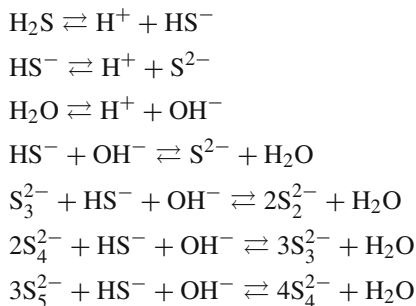 H₂S ⇄ H⁺ + HS⁻
HS⁻ ⇄ H⁺ + S²⁻
H₂O ⇄ H⁺ + OH⁻
HS⁻ + OH⁻ ⇄ S²⁻ + H₂O
S₃²⁻ + HS⁻ + OH⁻ ⇄ 2S₂²⁻ + H₂O
2S₄²⁻ + HS⁻ + OH⁻ ⇄ 3S₃²⁻ + H₂O
3S₅²⁻ + HS⁻ + OH⁻ ⇄ 4S₄²⁻ + H₂O